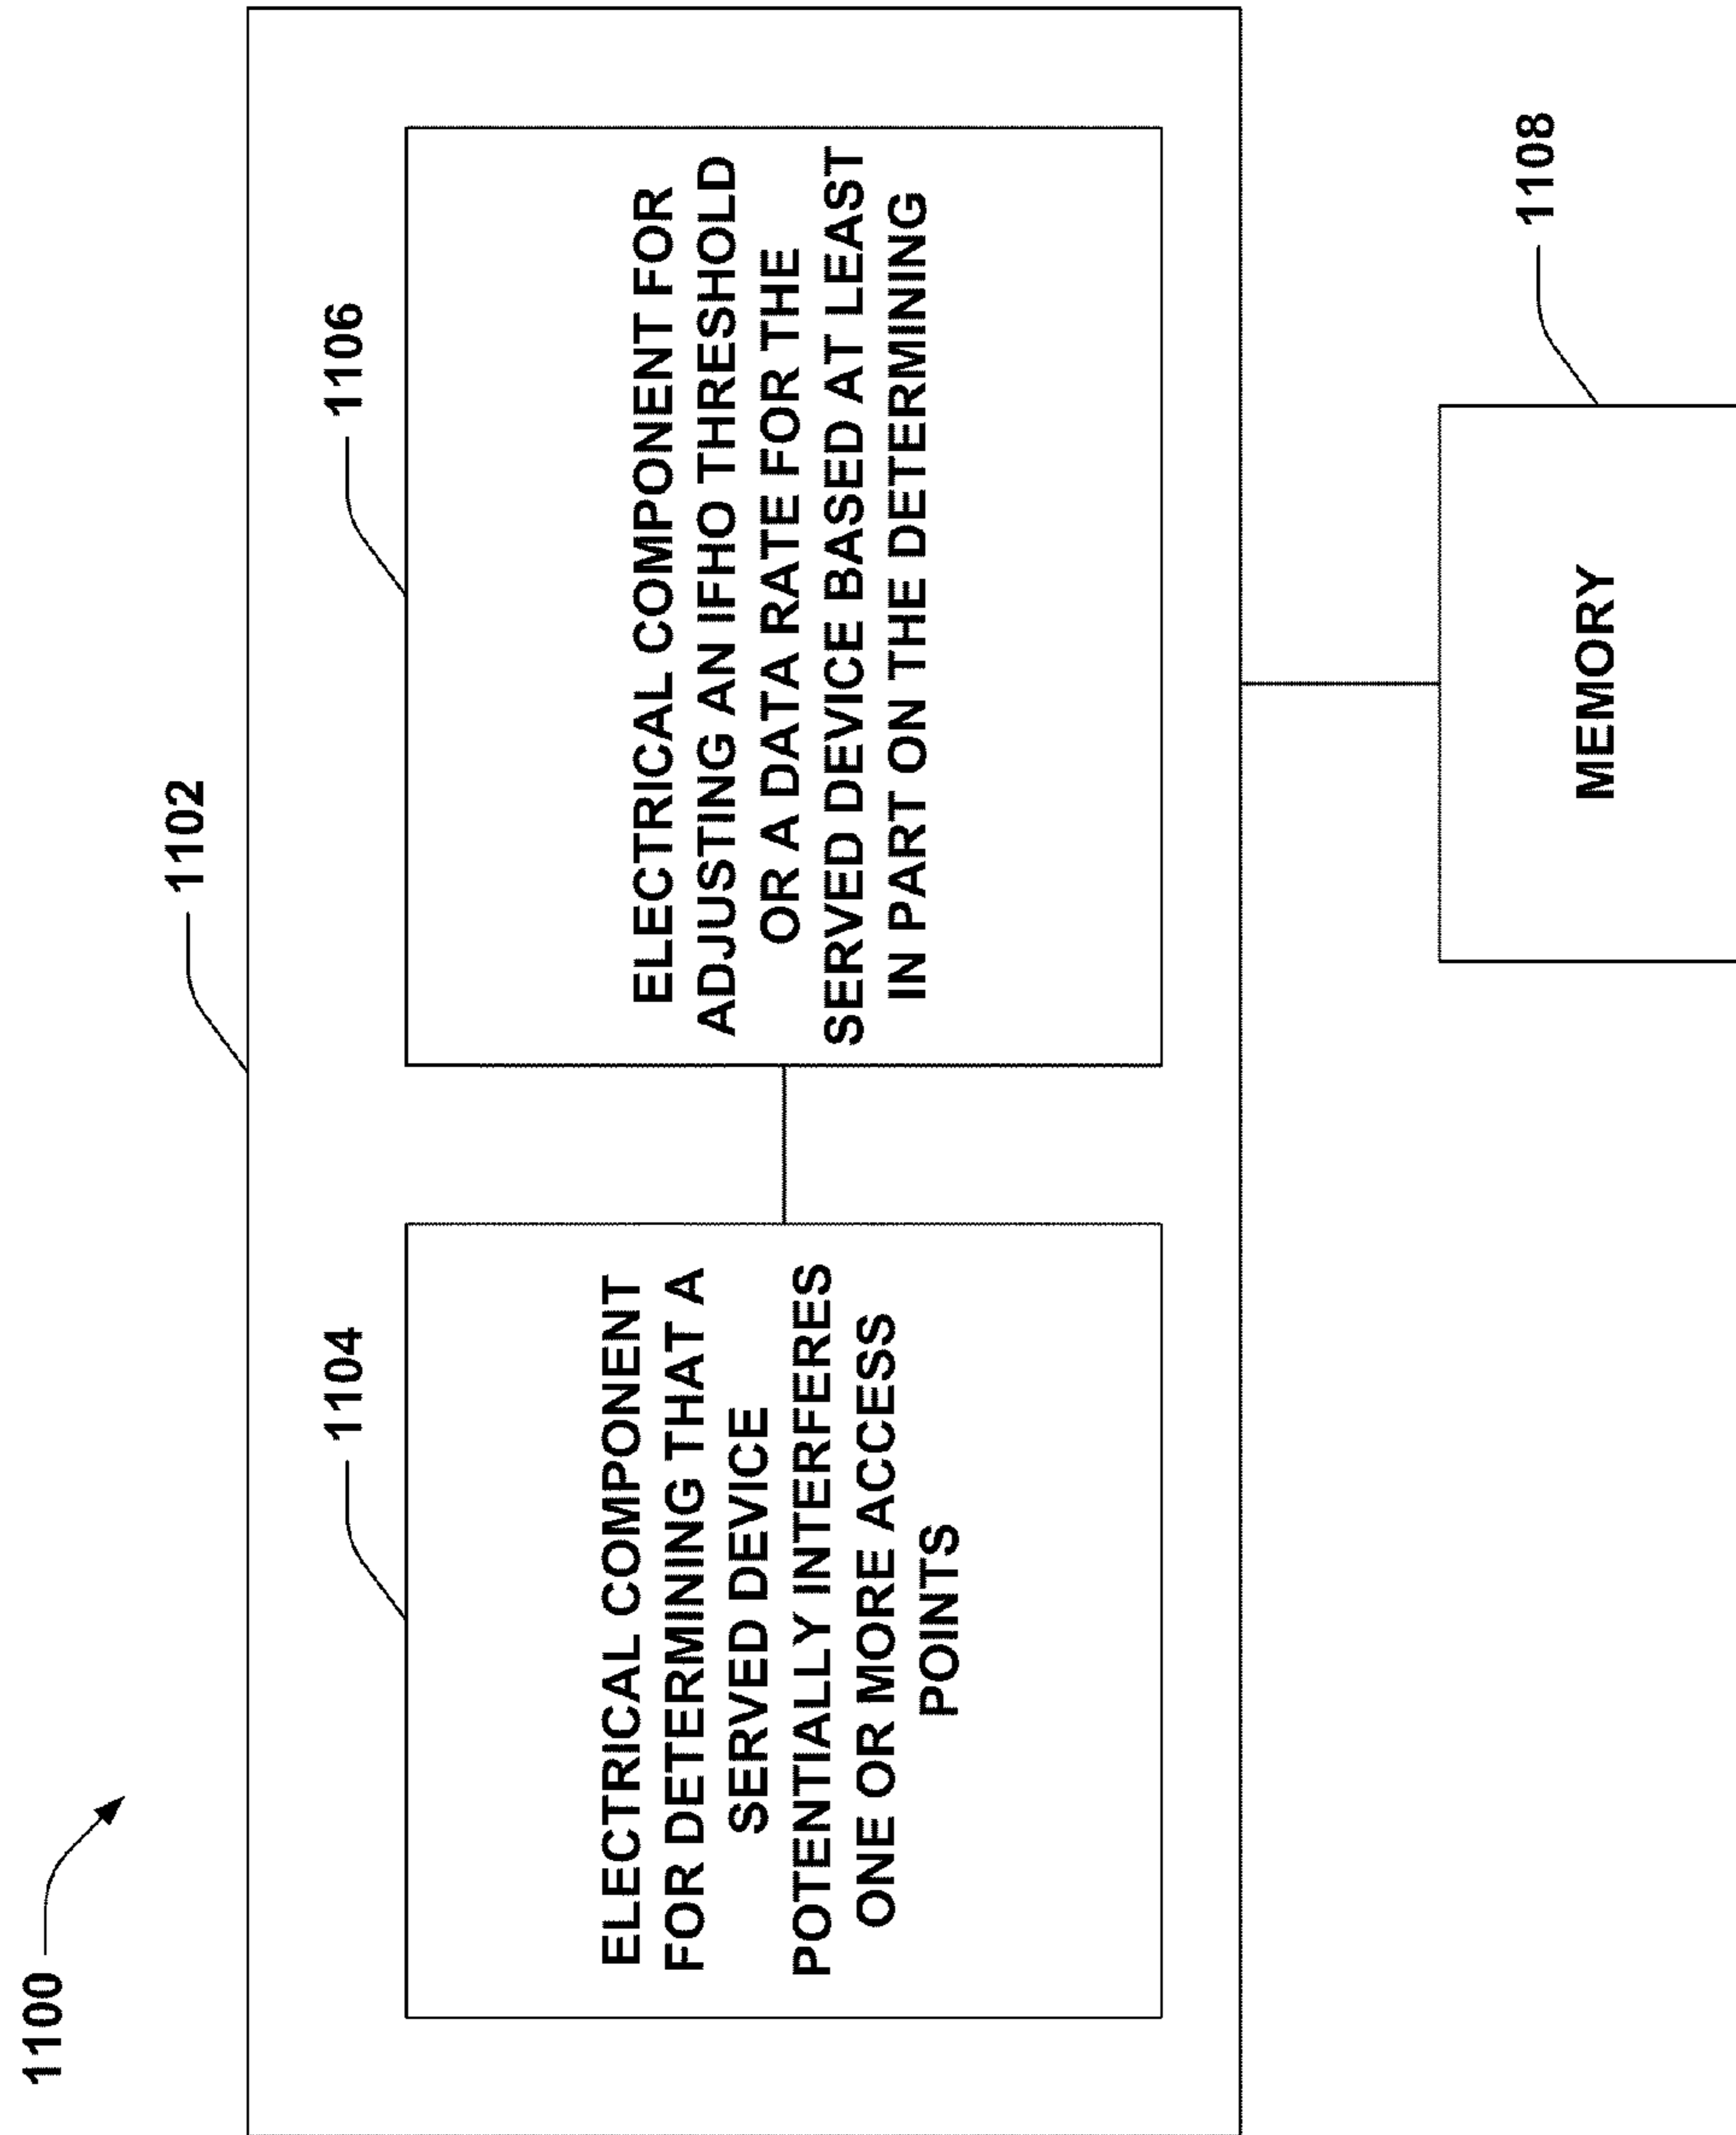 1100
1102
1104
ELECTRICAL COMPONENT
FOR DETERMINING THAT A
SERVED DEVICE
POTENTIALLY INTERFERES
ONE OR MORE ACCESS
POINTS
1106
ELECTRICAL COMPONENT FOR
ADJUSTING AN IFHO THRESHOLD
OR A DATA RATE FOR THE
SERVED DEVICE BASED AT LEAST
IN PART ON THE DETERMINING
1108
MEMORY